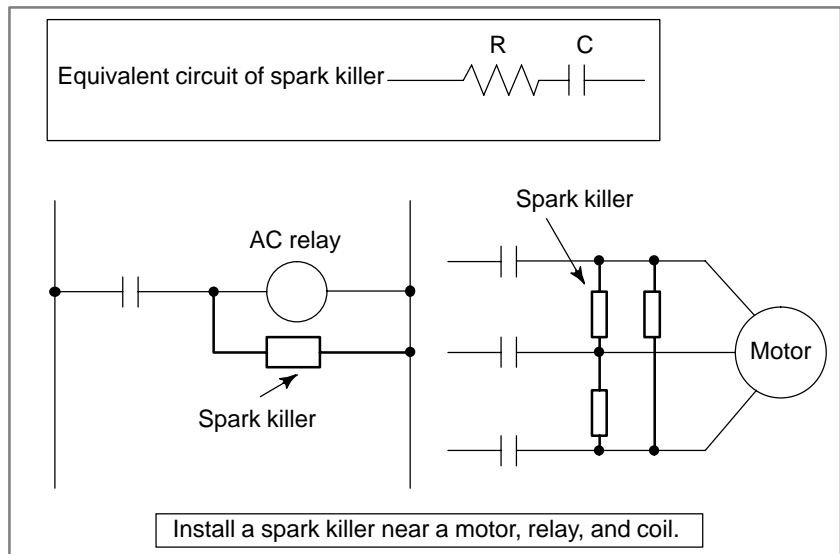 R
C
Equivalent circuit of spark killer
Spark killer
AC relay
Motor
Spark killer
Install a spark killer near a motor, relay, and coil.